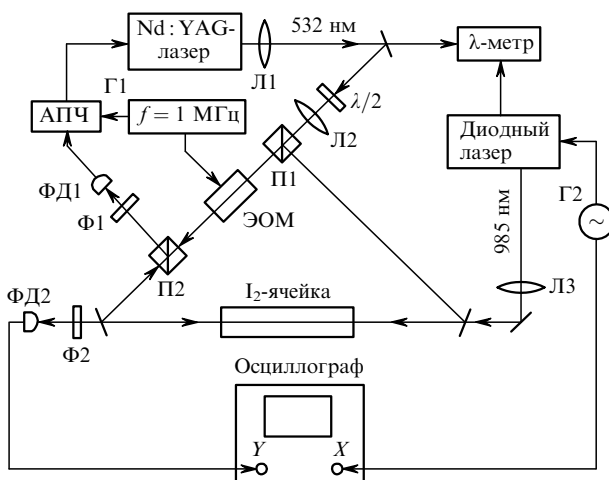 Nd : YAG-
лазер
532 нм
Л1
λ-метр
Г1
АПЧ
f = 1 МГц
λ/2
Л2
Диодный
лазер
П1
ФД1
Ф1
ЭОМ
985 нм
Г2
~
П2
ФД2
I₂-ячейка
Л3
Ф2
Осциллограф
Y
X